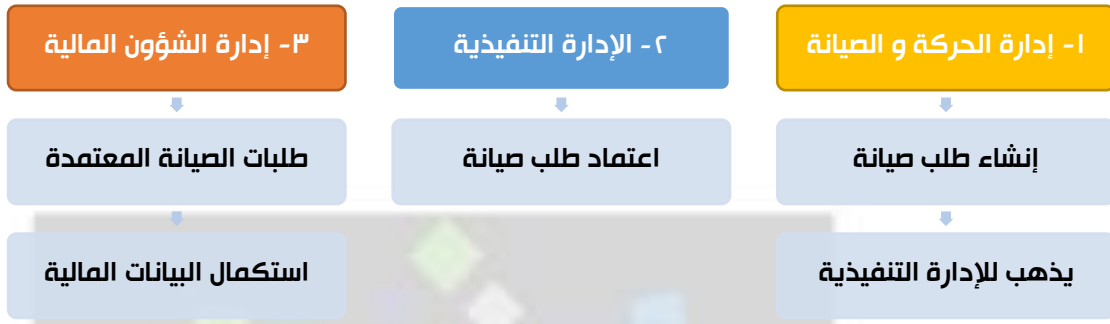 ١- إدارة الحركة و الصيانة
إنشاء طلب صيانة
يذهب للإدارة التنفيذية
٢- الإدارة التنفيذية
اعتماد طلب صيانة
٣- إدارة الشؤون المالية
طلبات الصيانة المعتمدة
استكمال البيانات المالية